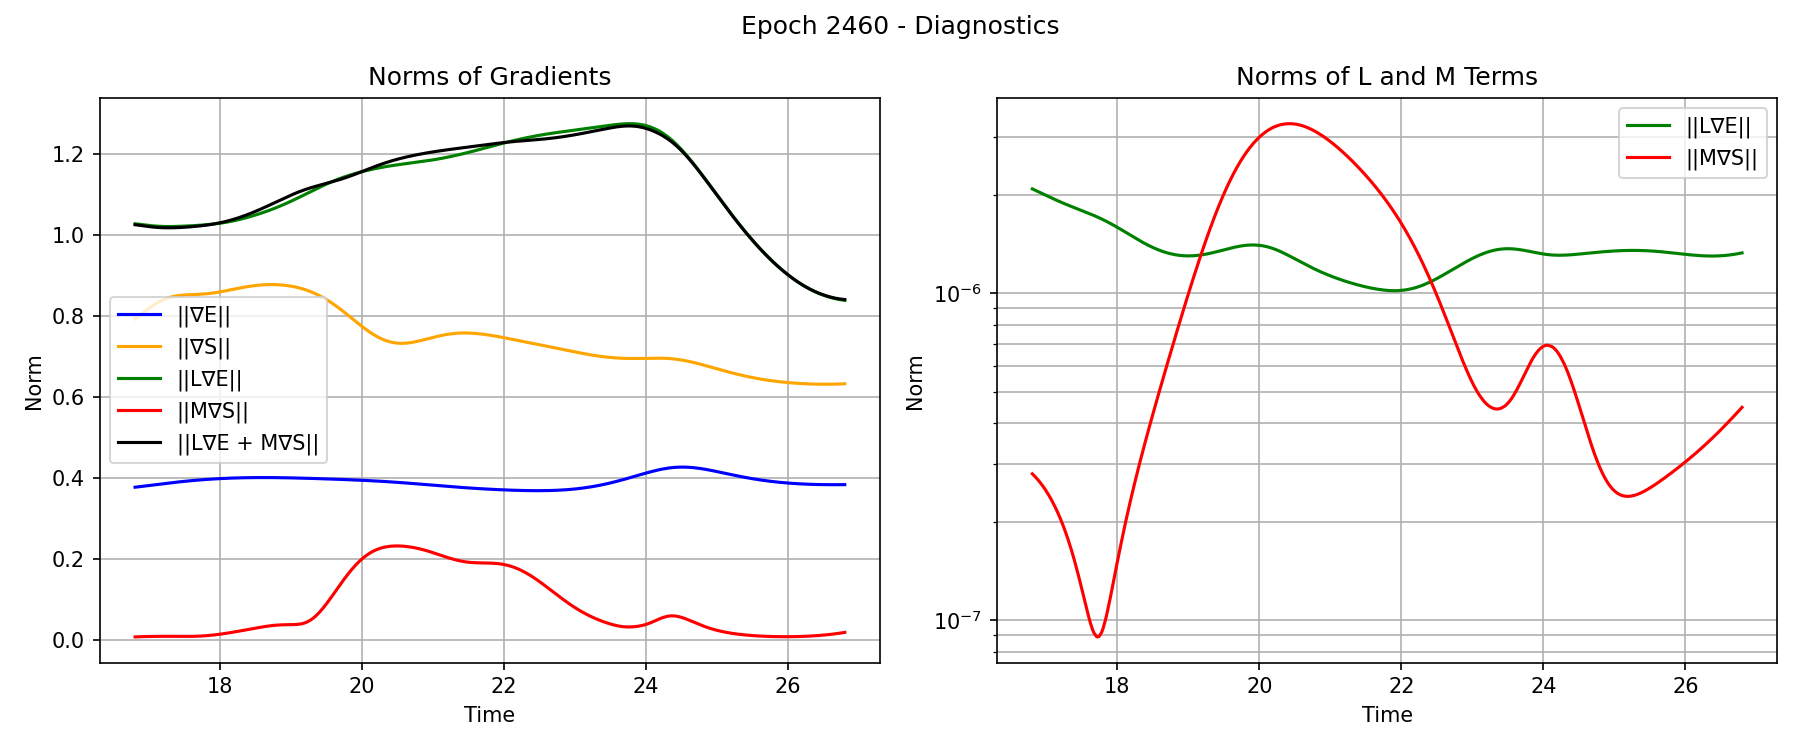 Epoch 2460 - Diagnostics
Norms of Gradients
Norm
1.2
1.0
0.8
0.6
0.4
0.2
0.0
||∇E||
||∇S||
||L∇E||
||M∇S||
||L∇E + M∇S||
18
20
22
24
26
Time
Norms of L and M Terms
Norm
10⁻⁶
10⁻⁷
||L∇E||
||M∇S||
18
20
22
24
26
Time